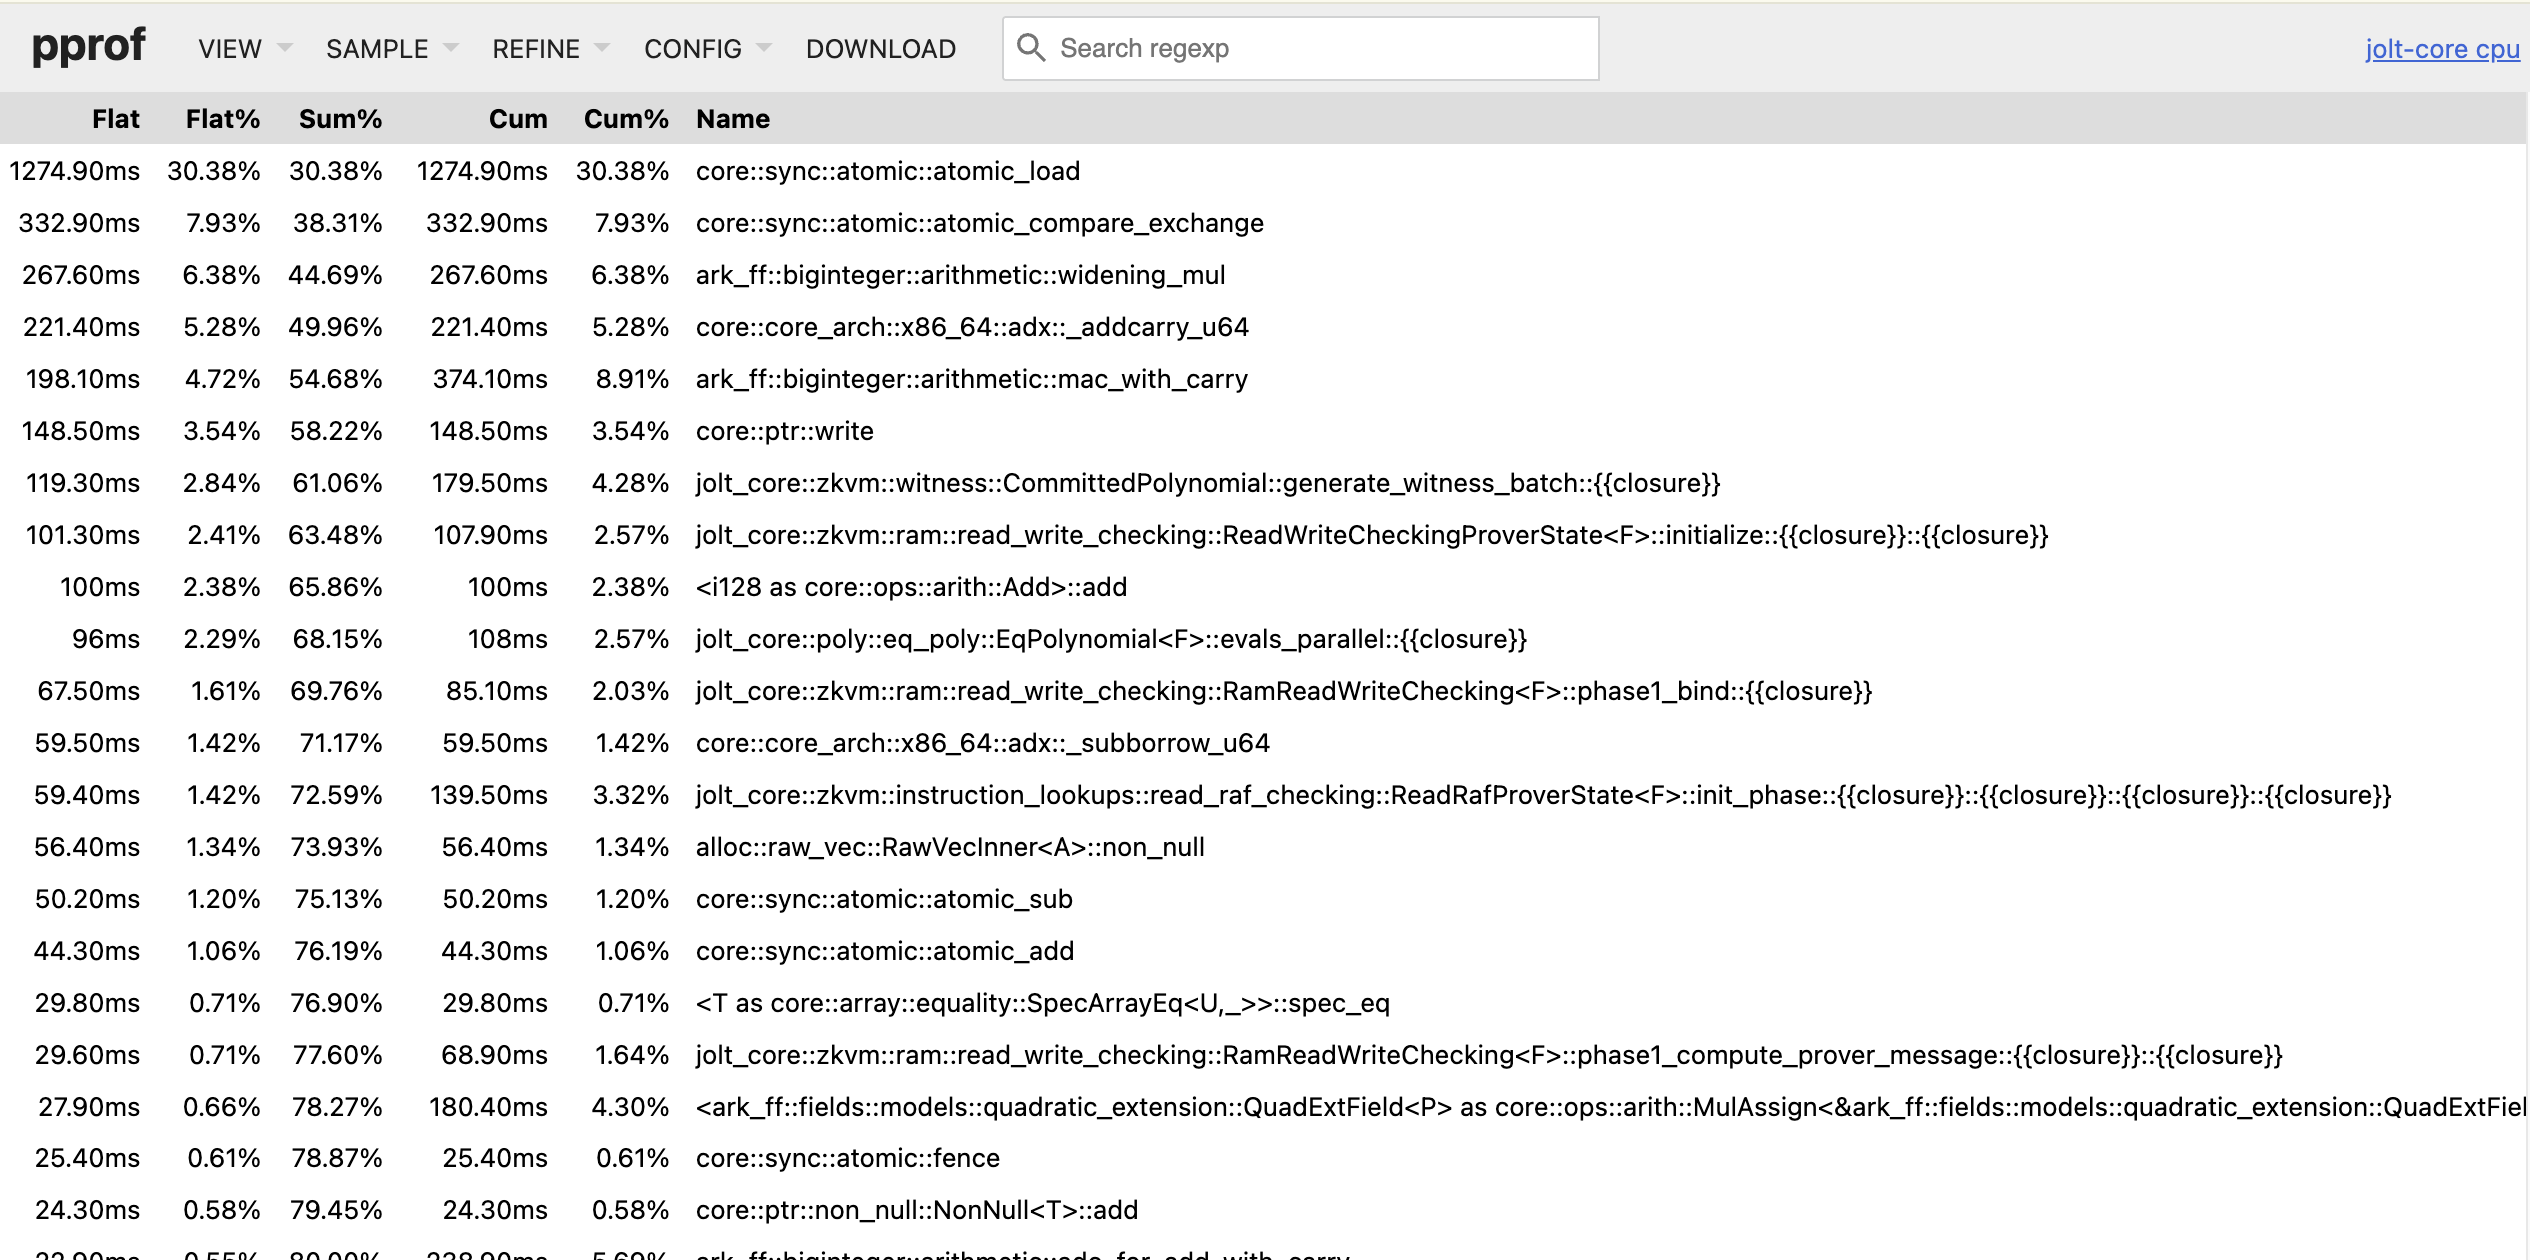 pprof VIEW SAMPLE REFINE CONFIG DOWNLOAD Search regexp jolt-core cpu
Flat Flat% Sum% Cum Cum% Name
1274.90ms 30.38% 30.38% 1274.90ms 30.38% core::sync::atomic::atomic_load
332.90ms 7.93% 38.31% 332.90ms 7.93% core::sync::atomic::atomic_compare_exchange
267.60ms 6.38% 44.69% 267.60ms 6.38% ark_ff::biginteger::arithmetic::widening_mul
221.40ms 5.28% 49.96% 221.40ms 5.28% core::core_arch::x86_64::adx::_addcarry_u64
198.10ms 4.72% 54.68% 374.10ms 8.91% ark_ff::biginteger::arithmetic::mac_with_carry
148.50ms 3.54% 58.22% 148.50ms 3.54% core::ptr::write
119.30ms 2.84% 61.06% 179.50ms 4.28% jolt_core::zkvm::witness::CommittedPolynomial::generate_witness_batch::{{closure}}
101.30ms 2.41% 63.48% 107.90ms 2.57% jolt_core::zkvm::ram::read_write_checking::ReadWriteCheckingProverState<F>::initialize::{{closure}}::{{closure}}
100ms 2.38% 65.86% 100ms 2.38% <i128 as core::ops::arith::Add>::add
96ms 2.29% 68.15% 108ms 2.57% jolt_core::poly::eq_poly::EqPolynomial<F>::evals_parallel::{{closure}}
67.50ms 1.61% 69.76% 85.10ms 2.03% jolt_core::zkvm::ram::read_write_checking::RamReadWriteChecking<F>::phase1_bind::{{closure}}
59.50ms 1.42% 71.17% 59.50ms 1.42% core::core_arch::x86_64::adx::_subborrow_u64
59.40ms 1.42% 72.59% 139.50ms 3.32% jolt_core::zkvm::instruction_lookups::read_raf_checking::ReadRafProverState<F>::init_phase::{{closure}}::{{closure}}::{{closure}}::{{closure}}
56.40ms 1.34% 73.93% 56.40ms 1.34% alloc::raw_vec::RawVecInner<A>::non_null
50.20ms 1.20% 75.13% 50.20ms 1.20% core::sync::atomic::atomic_sub
44.30ms 1.06% 76.19% 44.30ms 1.06% core::sync::atomic::atomic_add
29.80ms 0.71% 76.90% 29.80ms 0.71% <T as core::array::equality::SpecArrayEq<U,_>>::spec_eq
29.60ms 0.71% 77.60% 68.90ms 1.64% jolt_core::zkvm::ram::read_write_checking::RamReadWriteChecking<F>::phase1_compute_prover_message::{{closure}}::{{closure}}
27.90ms 0.66% 78.27% 180.40ms 4.30% <ark_ff::fields::models::quadratic_extension::QuadExtField<P> as core::ops::arith::MulAssign<&ark_ff::fields::models::quadratic_extension::QuadExtFiel
25.40ms 0.61% 78.87% 25.40ms 0.61% core::sync::atomic::fence
24.30ms 0.58% 79.45% 24.30ms 0.58% core::ptr::non_null::NonNull<T>::add